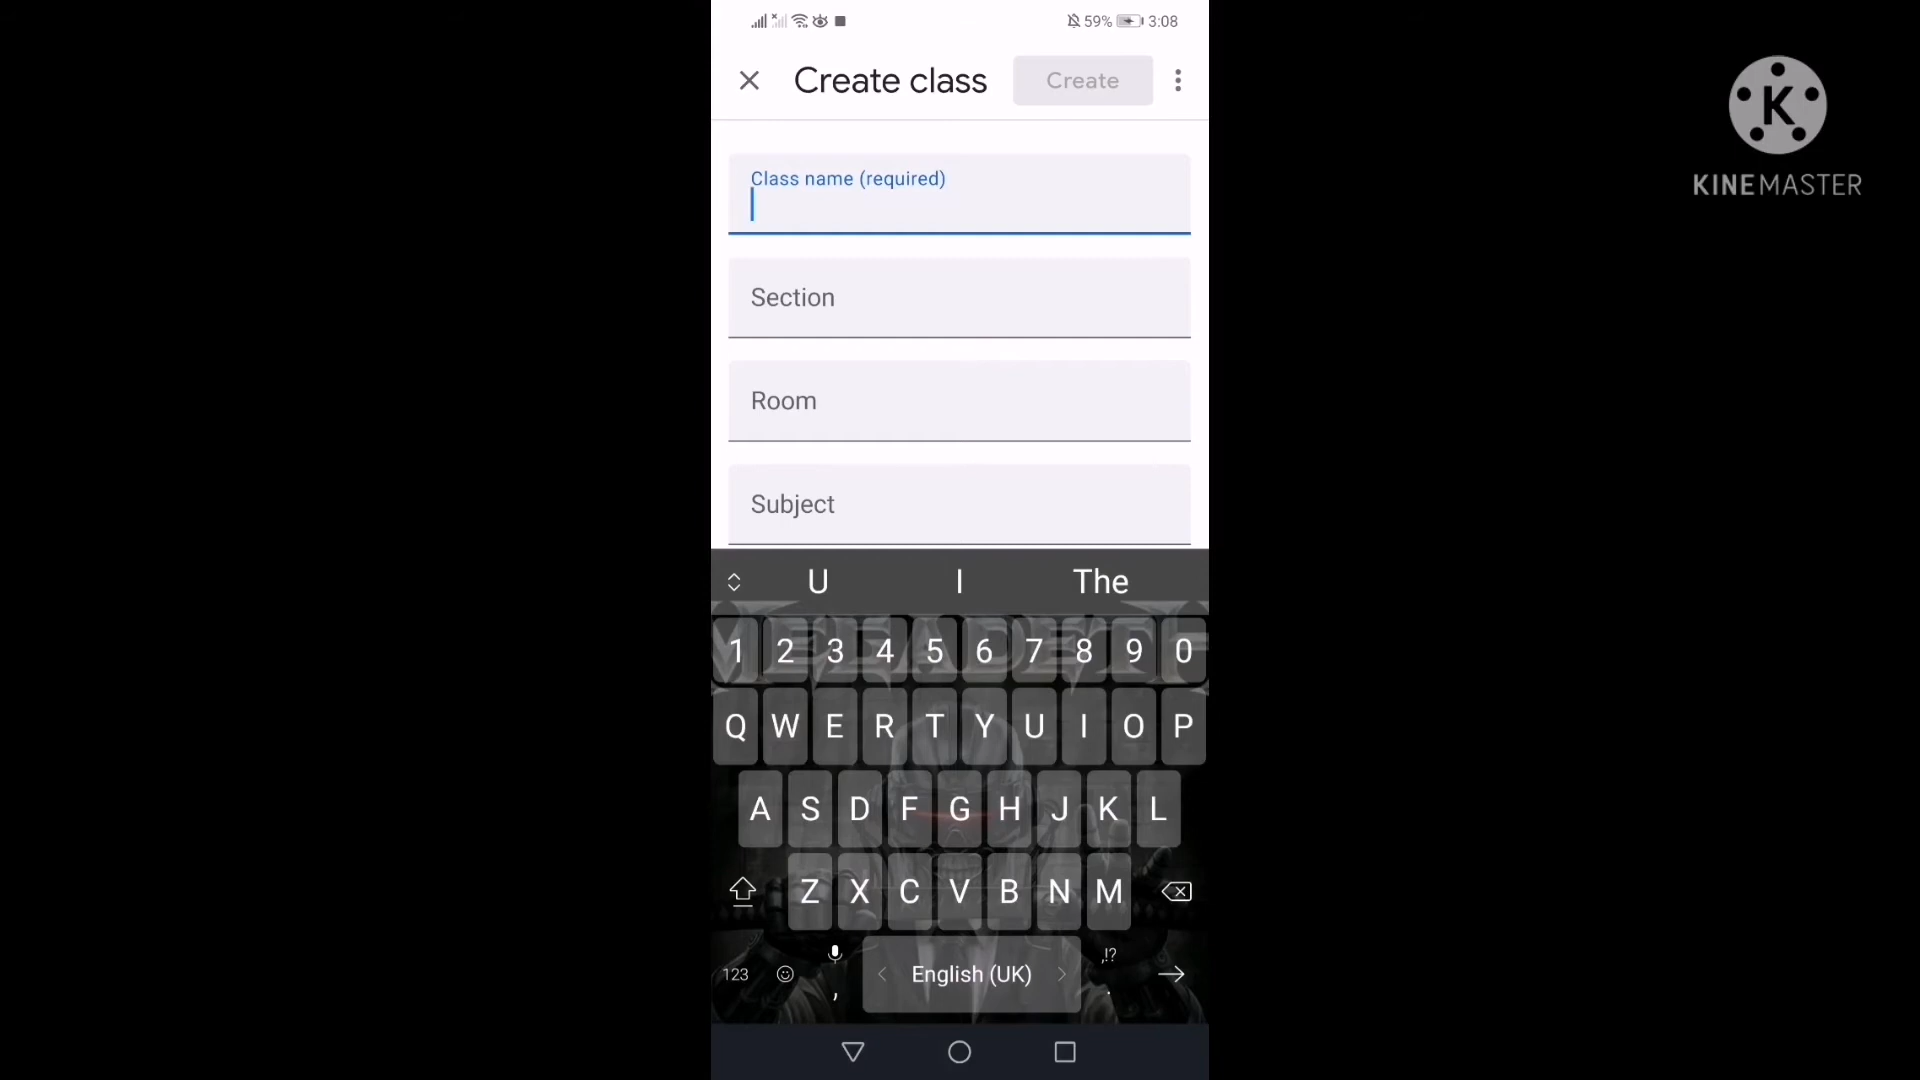 59% 3:08
Create class Create
Class name (required)
Section
Room
Subject
U I The
1 2 3 4 5 6 7 8 9 0
Q W E R T Y U I O P
A S D F G H J K L
Z X C V B N M
123 , English (UK) ,!? .
K
KINEMASTER